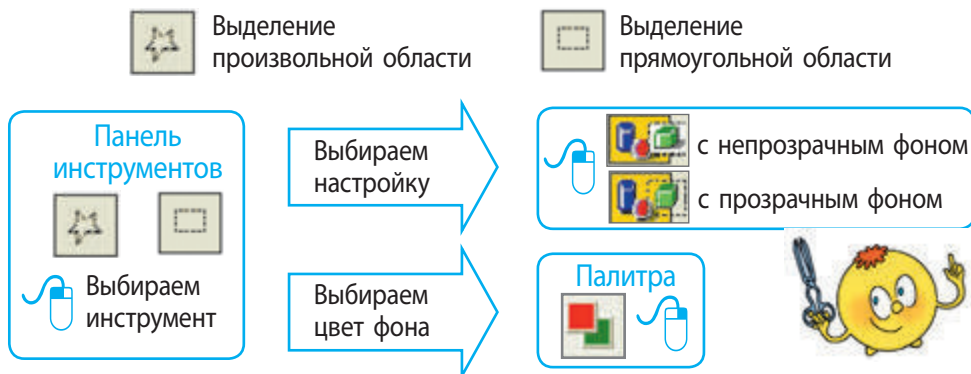 Выделение
произвольной области
Выделение
прямоугольной области
Панель
инструментов
Выбираем
инструмент
Выбираем
настройку
с непрозрачным фоном
с прозрачным фоном
Выбираем
цвет фона
Палитра